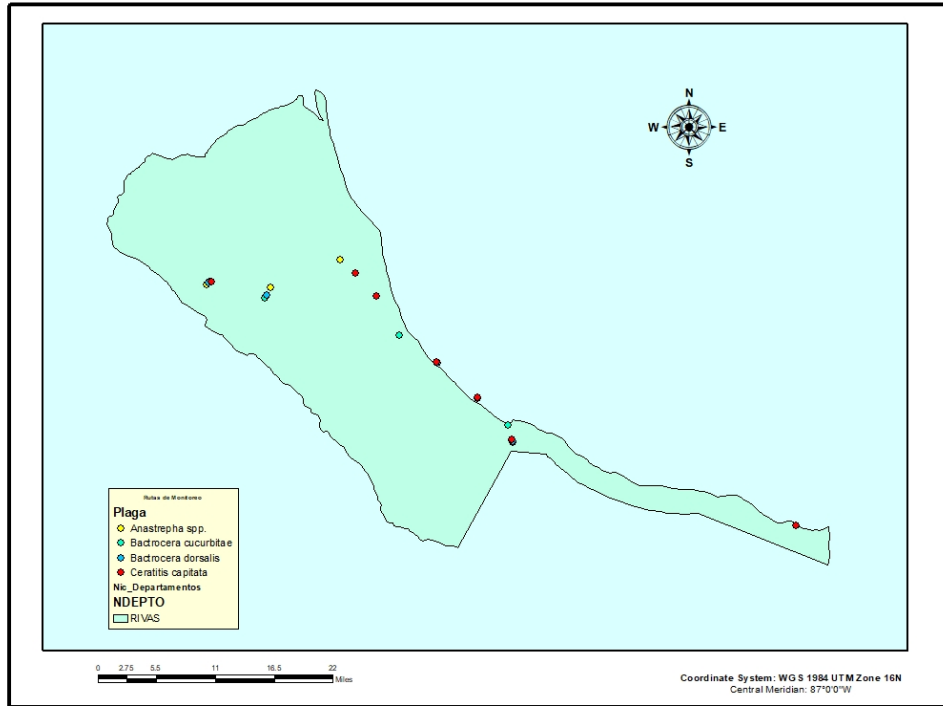 N
W E
S
Rutas de Monitoreo
Plaga
Anastrepha spp.
Bactrocera cucurbitae
Bactrocera dorsalis
Ceratitis capitata
Nic_Departamentos
NDEPTO
RIVAS
0 2.75 5.5 11 16.5 22
Miles
Coordinate System: WGS 1984 UTM Zone 16N
Central Meridian: 87°0'0"W